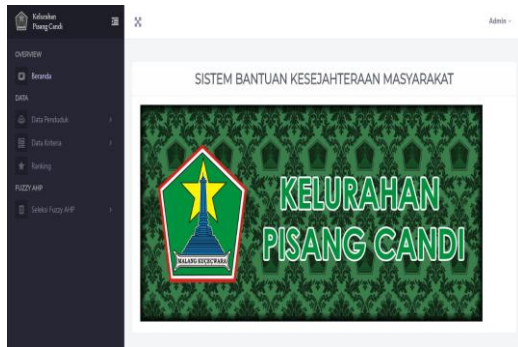 Kelurahan
Pisang Candi
Admin
OVERVIEW
Beranda
DATA
Data Penduduk
Data Kriteria
Ranking
FUZZY AHP
Seleksi Fuzzy AHP
SISTEM BANTUAN KESEJAHTERAAN MASYARAKAT
KELURAHAN
PISANG CANDI
MALANG KUÇEÇWARA